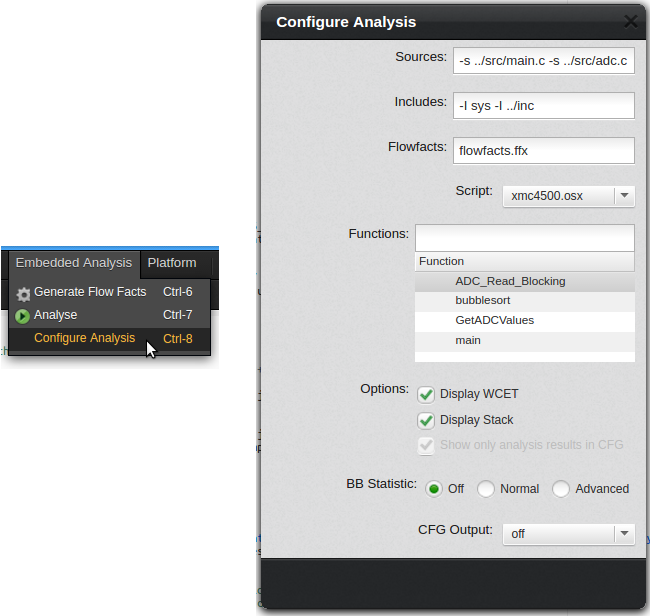 Embedded Analysis Platform
Generate Flow Facts Ctrl-6
Analyse Ctrl-7
Configure Analysis Ctrl-8
Configure Analysis
Sources: -s ../src/main.c -s ../src/adc.c
Includes: -I sys -I ../inc
Flowfacts: flowfacts.ffx
Script: xmc4500.osx
Functions:
Function
ADC_Read_Blocking
bubblesort
GetADCValues
main
Options: Display WCET
Display Stack
Show only analysis results in CFG
BB Statistic: Off Normal Advanced
CFG Output: off